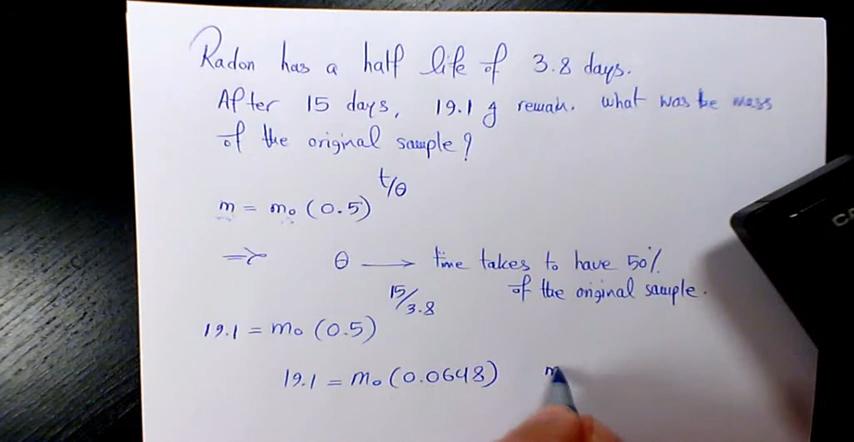 Radon has a half life of 3.8 days.
After 15 days, 19.1 g remain. what was be mass
of the original sample?
m = m₀ (0.5)^t/θ
=> θ → time takes to have 50%
of the original sample.
19.1 = m₀ (0.5)^15/3.8
19.1 = m₀ (0.0648) m